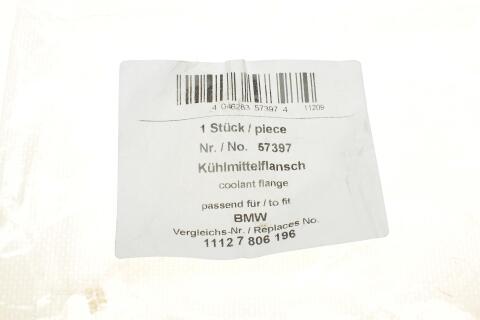 4 046283 57397 4 11209
1 Stück / piece
Nr. / No. 57397
Kühlmittelflansch
coolant flange
passend für / to fit
BMW
Vergleichs-Nr. / Replaces No.
1112 7 806 196